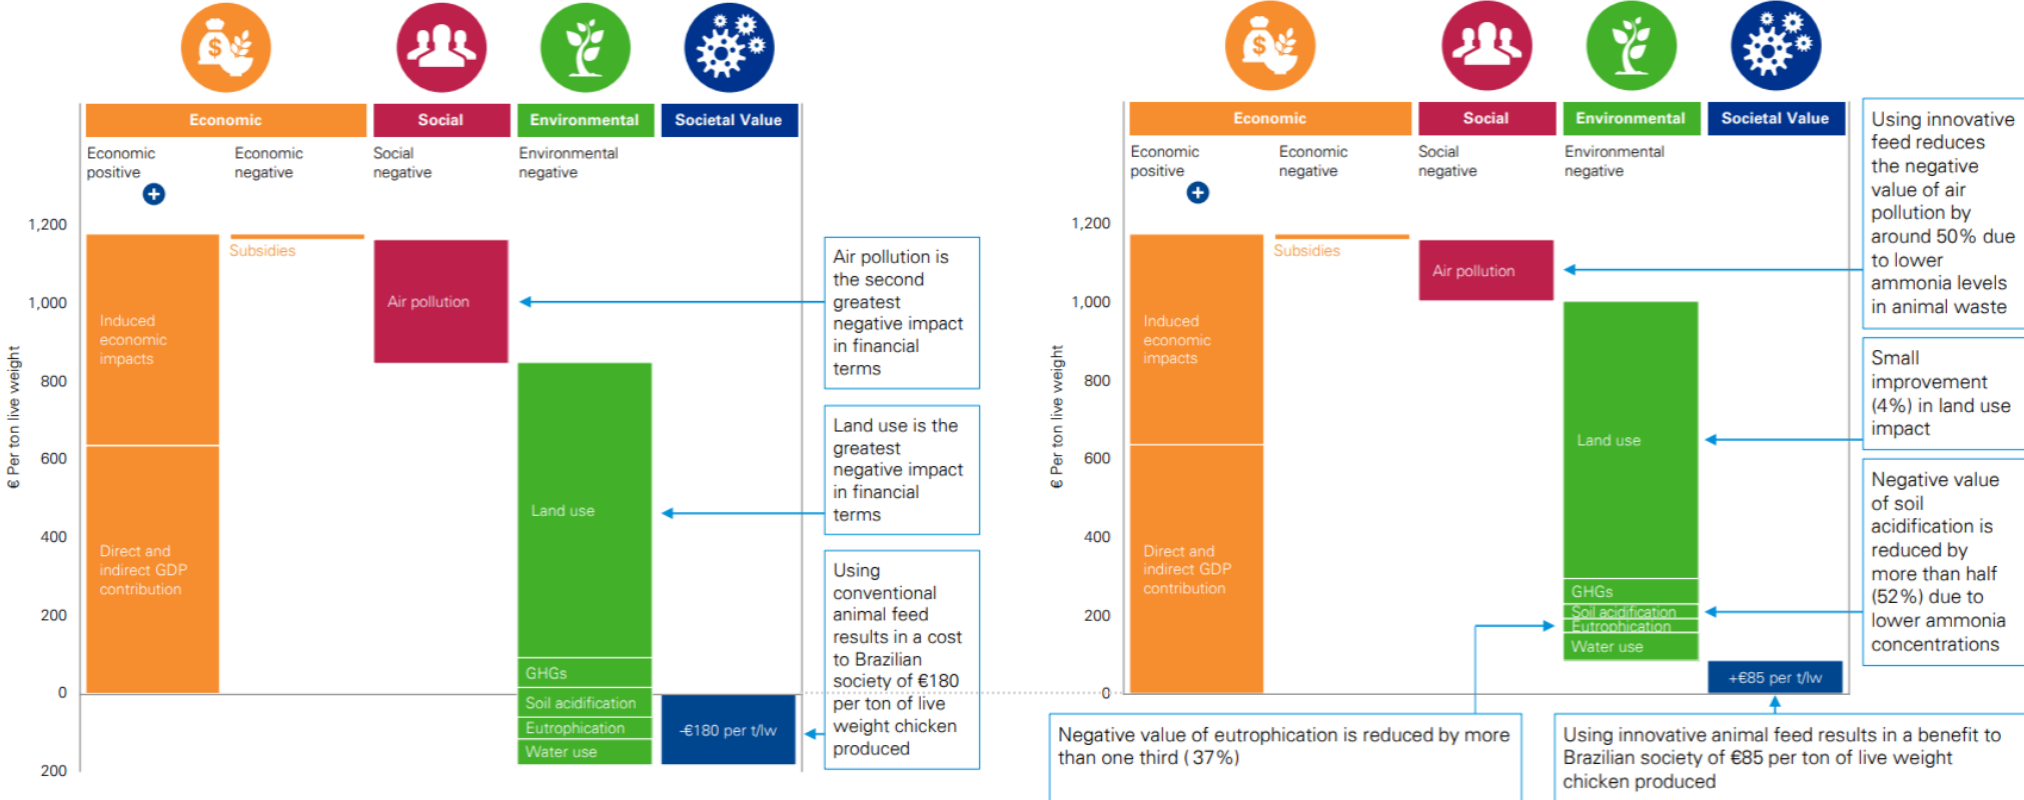 $
Economic
Social
Environmental
Societal Value
Economic
positive
Economic
negative
Social
negative
Environmental
negative
+
€ Per ton live weight
1,200
1,000
800
600
400
200
0
200
Induced
economic
impacts
Direct and
indirect GDP
contribution
Subsidies
Air pollution
Land use
GHGs
Soil acidification
Eutrophication
Water use
-€180 per t/lw
Air pollution is
the second
greatest
negative impact
in financial
terms
Land use is the
greatest
negative impact
in financial
terms
Using
conventional
animal feed
results in a cost
to Brazilian
society of €180
per ton of live
weight chicken
produced
$
Economic
Social
Environmental
Societal Value
Economic
positive
Economic
negative
Social
negative
Environmental
negative
+
€ Per ton live weight
1,200
1,000
800
600
400
200
0
Induced
economic
impacts
Direct and
indirect GDP
contribution
Subsidies
Air pollution
Land use
GHGs
Soil acidification
Eutrophication
Water use
+€85 per t/lw
Using innovative
feed reduces
the negative
value of air
pollution by
around 50% due
to lower
ammonia levels
in animal waste
Small
improvement
(4%) in land use
impact
Negative value
of soil
acidification is
reduced by
more than half
(52%) due to
lower ammonia
concentrations
Negative value of eutrophication is reduced by more
than one third (37%)
Using innovative animal feed results in a benefit to
Brazilian society of €85 per ton of live weight
chicken produced